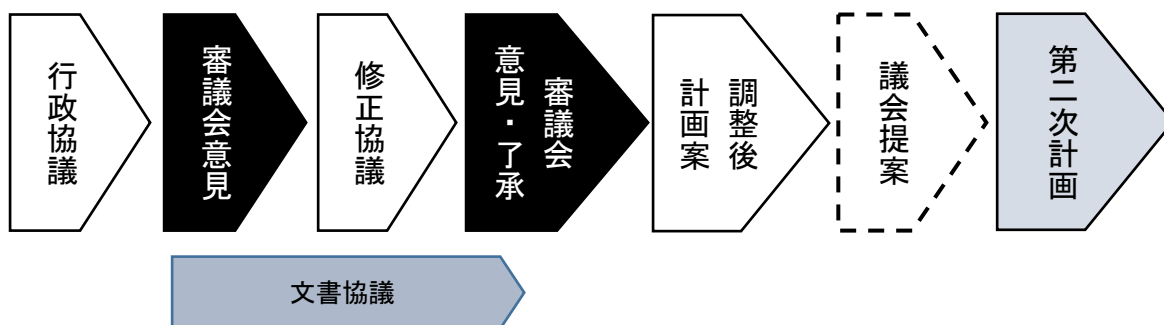 行政協議
審議会意見
修正協議
審議会
意見・了承
調整後
計画案
議会提案
第二次計画
文書協議